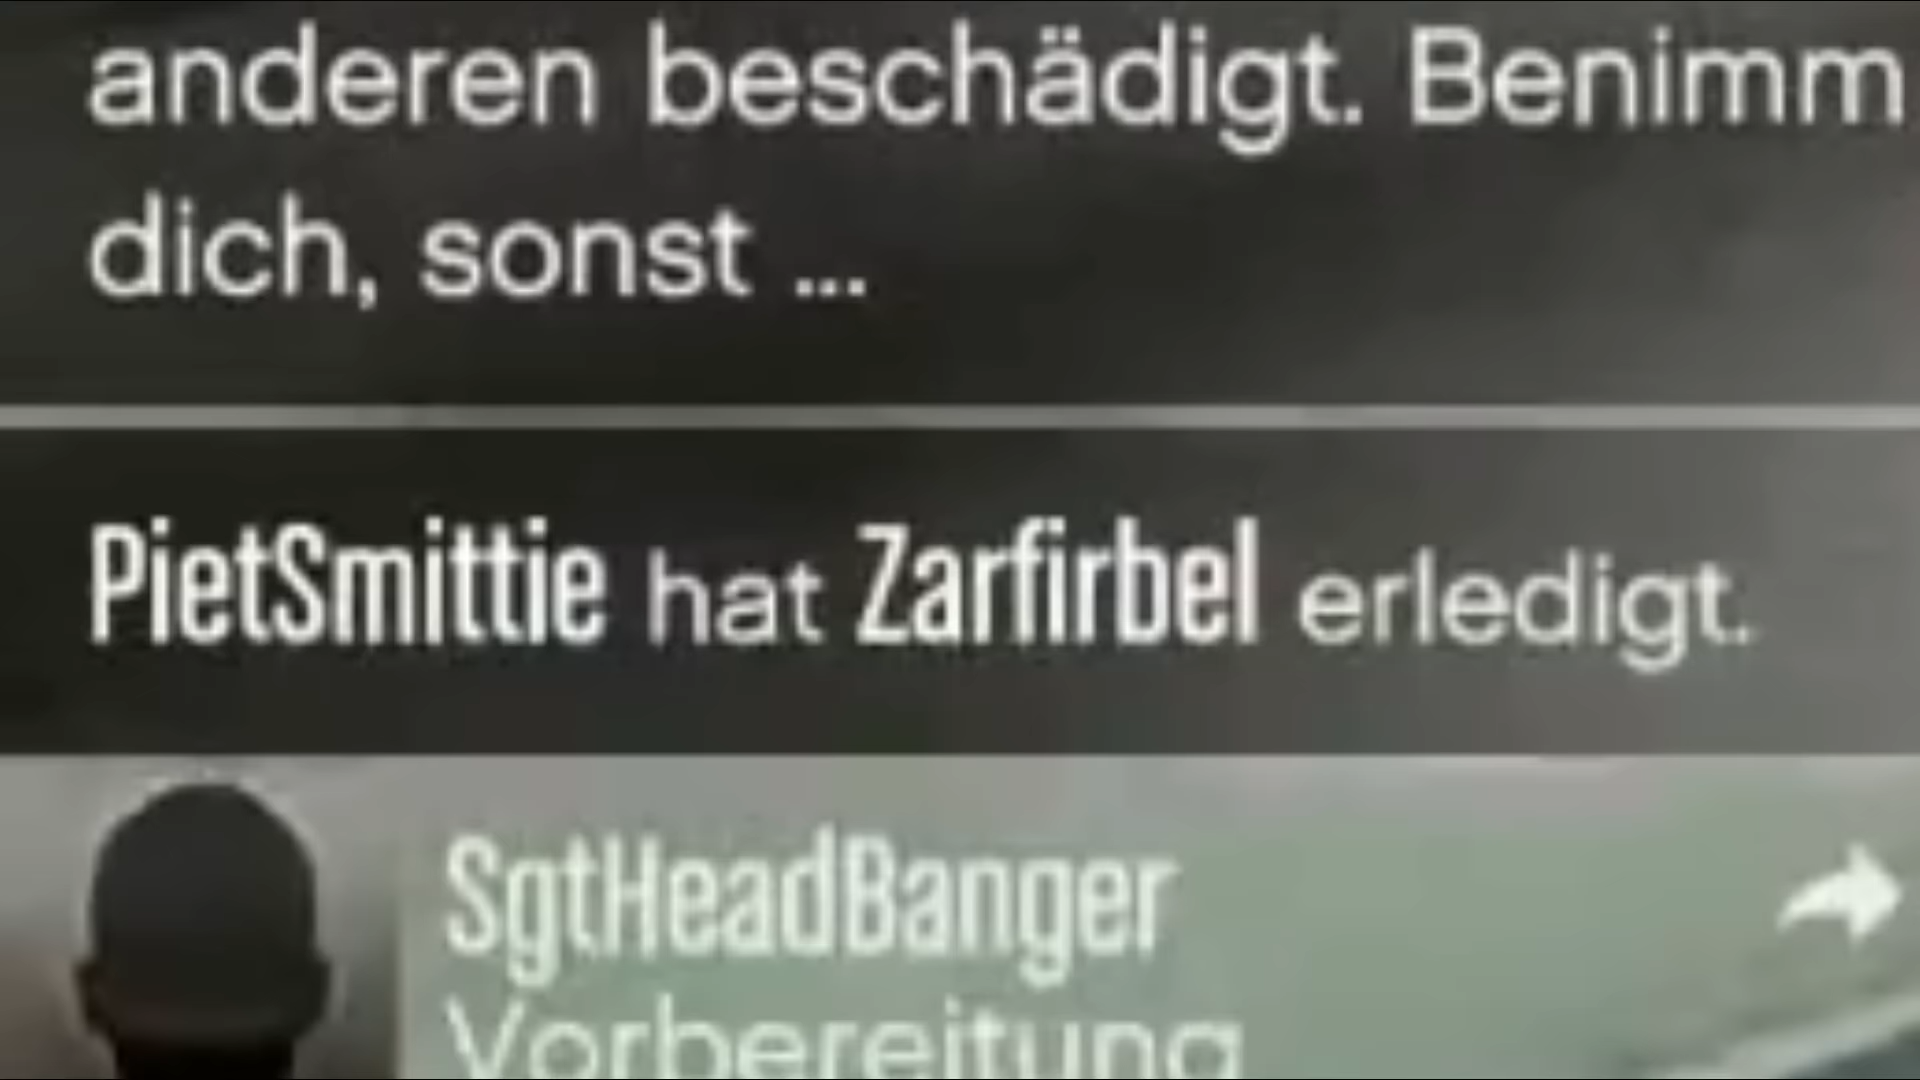 anderen beschädigt. Benimm
dich, sonst ...
PietSmittie hat Zarfirbel erledigt.
SgtHeadBanger
Vorbereitung